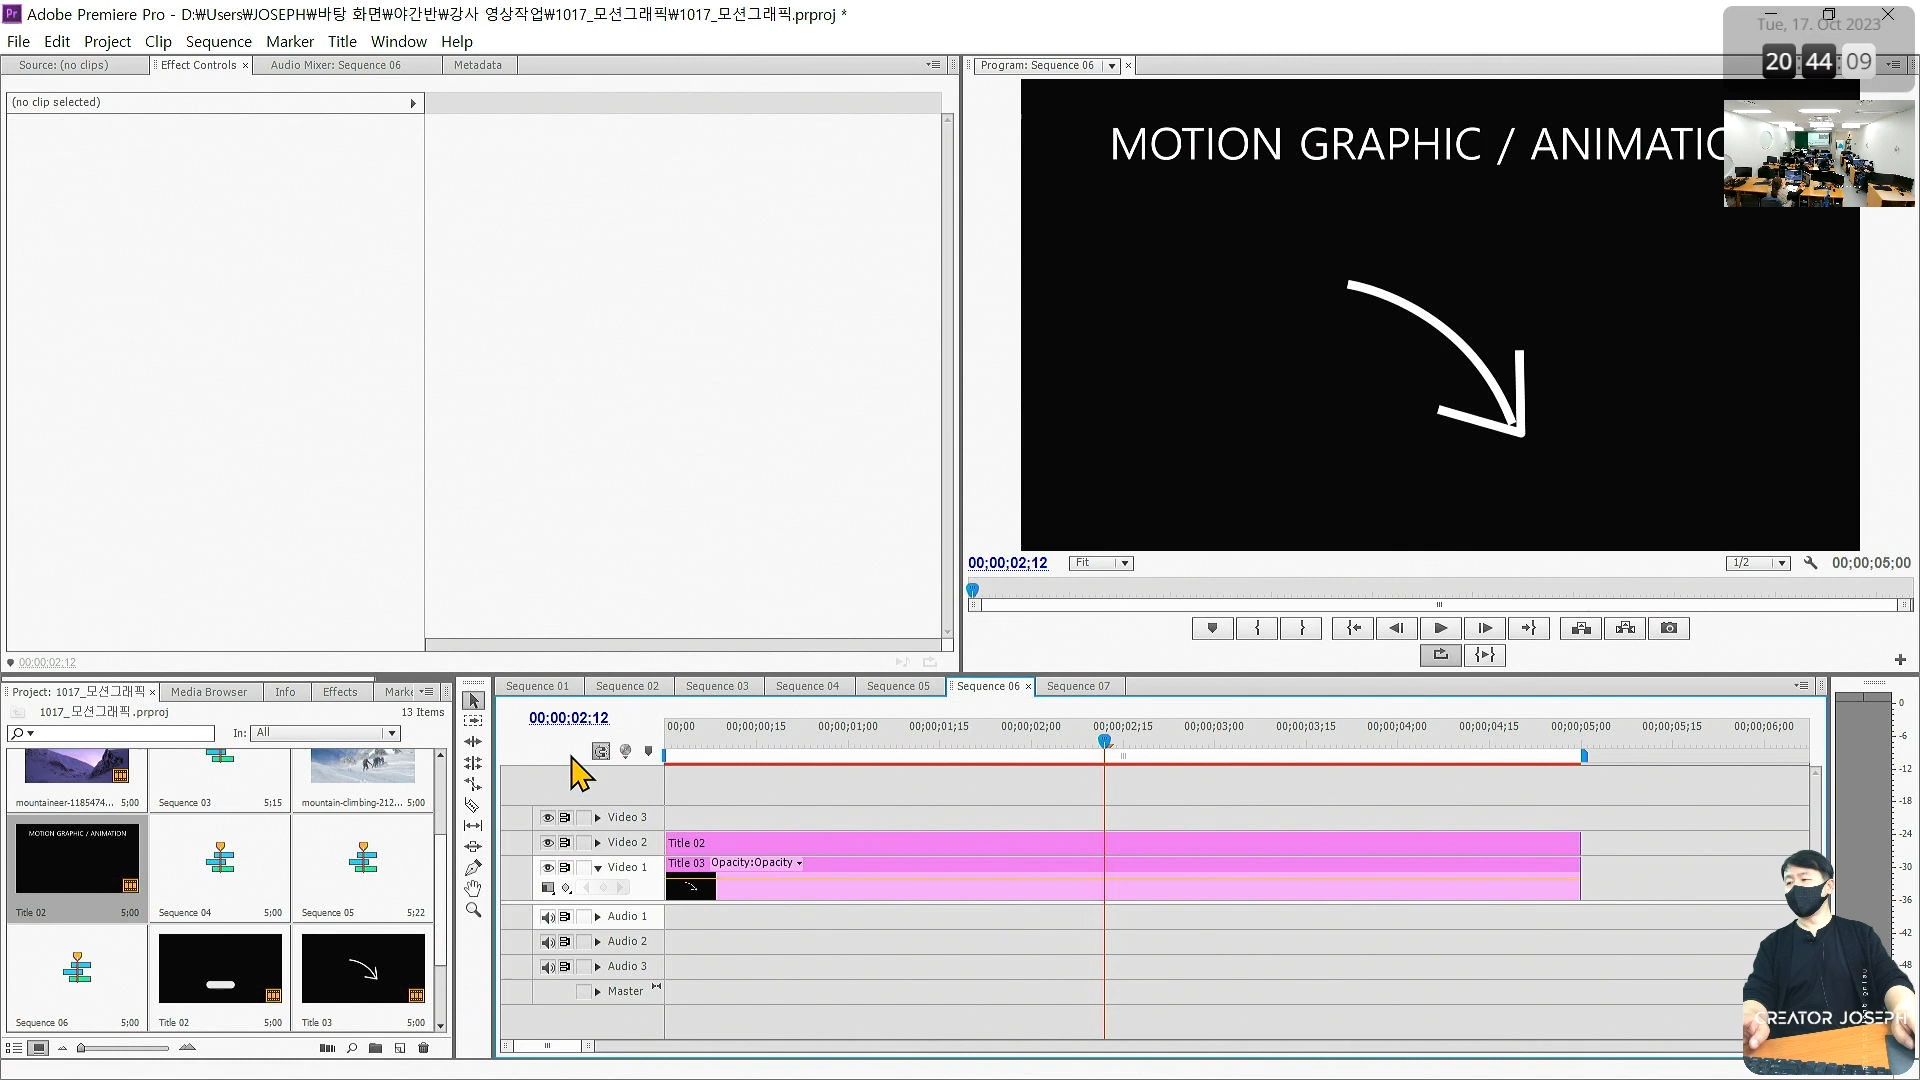 Pr Adobe Premiere Pro - D:₩Users₩JOSEPH₩바탕 화면₩야간반₩강사 영상작업₩1017_모션그래픽₩1017_모션그래픽.prproj *
Tue, 17. Oct 2023
20 : 44 : 09
File Edit Project Clip Sequence Marker Title Window Help
Source: (no clips) Effect Controls × Audio Mixer: Sequence 06 Metadata
Program: Sequence 06 ×
(no clip selected)
MOTION GRAPHIC / ANIMATIO
00;00;02;12 Fit 1/2 00;00;05;00
00;00;02;12
Project: 1017_모션그래픽 × Media Browser Info Effects Marke
Sequence 01 Sequence 02 Sequence 03 Sequence 04 Sequence 05 Sequence 06 × Sequence 07
1017_모션그래픽.prproj 13 Items
In: All
00;00;02;12
00;00 00;00;00;15 00;00;01;00 00;00;01;15 00;00;02;00 00;00;02;15 00;00;03;00 00;00;03;15 00;00;04;00 00;00;04;15 00;00;05;00 00;00;05;15 00;00;06;00
mountaineer-1185474... 5;00 Sequence 03 5;15 mountain-climbing-212... 5;00
MOTION GRAPHIC / ANIMATION
Title 02 5;00 Sequence 04 5;00 Sequence 05 5;22
Sequence 06 5;00 Title 02 5;00 Title 03 5;00
Video 3
Video 2 Title 02
Video 1 Title 03 Opacity:Opacity
Audio 1
Audio 2
Audio 3
Master
0
-6
-12
-18
-24
-30
-36
-42
-48
CREATOR JOSEPH